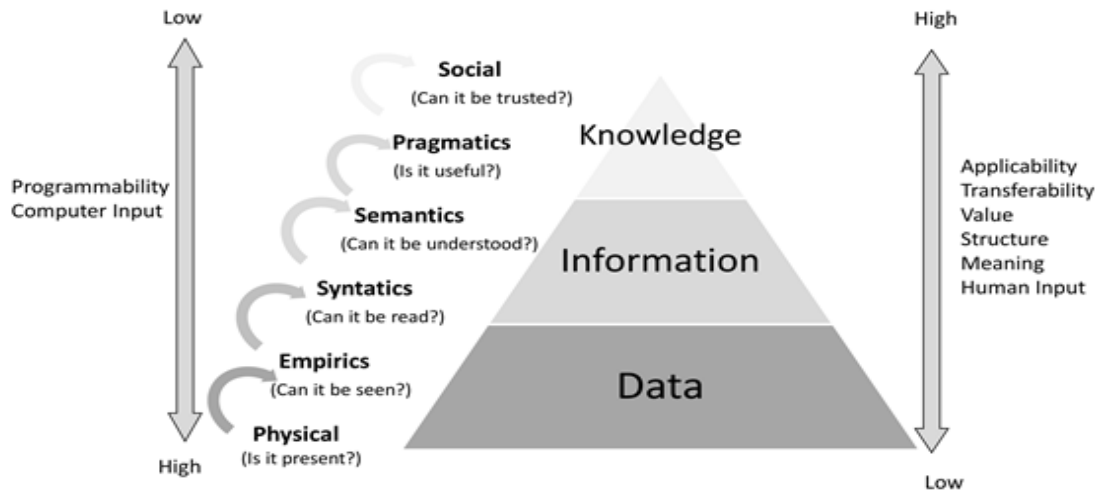 Low
High
Social
(Can it be trusted?)
Knowledge
Pragmatics
(Is it useful?)
Programmability
Computer Input
Applicability
Transferability
Value
Structure
Meaning
Human Input
Semantics
(Can it be understood?)
Information
Syntatics
(Can it be read?)
Empirics
(Can it be seen?)
Data
Physical
(Is it present?)
High
Low